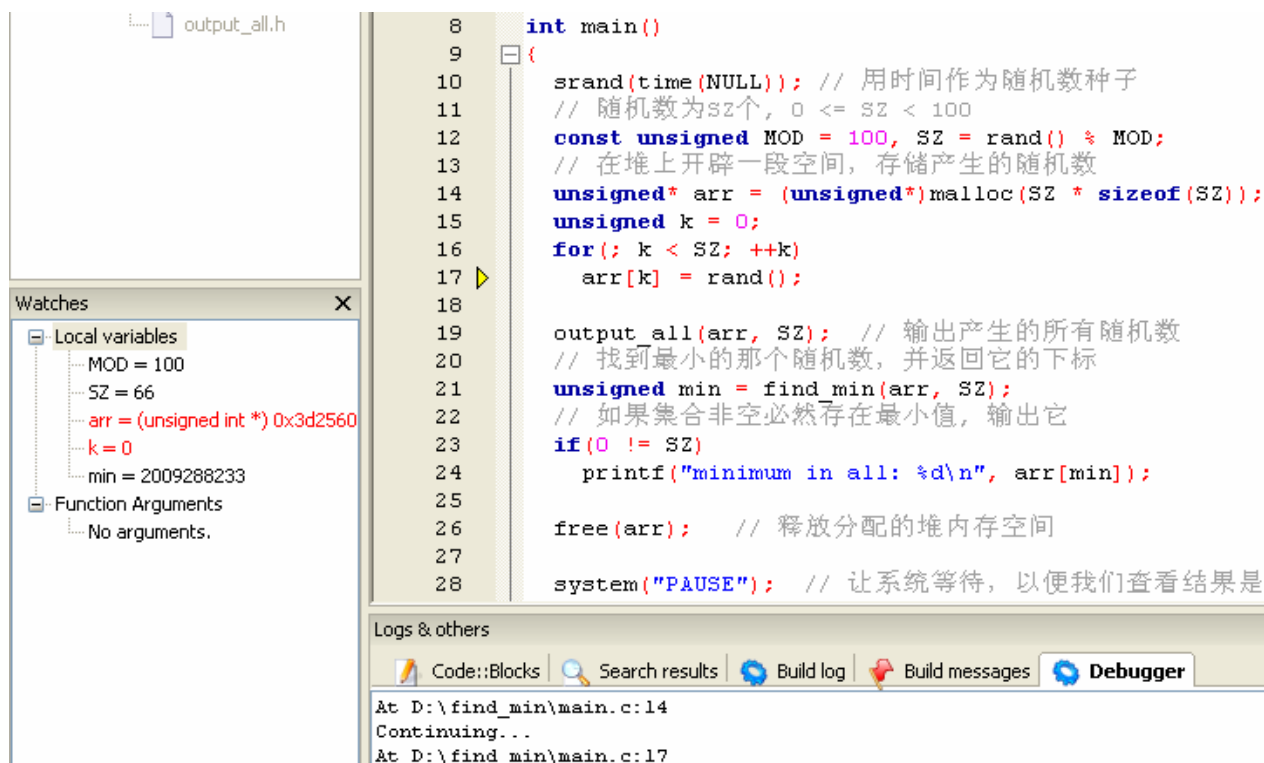 output_all.h
Watches
Local variables
MOD = 100
SZ = 66
arr = (unsigned int *) 0x3d2560
k = 0
min = 2009288233
Function Arguments
No arguments.
8 int main()
9 {
10 srand(time(NULL)); // 用时间作为随机数种子
11 // 随机数为SZ个, 0 <= SZ < 100
12 const unsigned MOD = 100, SZ = rand() % MOD;
13 // 在堆上开辟一段空间, 存储产生的随机数
14 unsigned* arr = (unsigned*)malloc(SZ * sizeof(SZ));
15 unsigned k = 0;
16 for(; k < SZ; ++k)
17 arr[k] = rand();
18
19 output_all(arr, SZ); // 输出产生的所有随机数
20 // 找到最小的那个随机数, 并返回它的下标
21 unsigned min = find_min(arr, SZ);
22 // 如果集合非空必然存在最小值, 输出它
23 if(0 != SZ)
24 printf("minimum in all: %d\n", arr[min]);
25
26 free(arr); // 释放分配的堆内存空间
27
28 system("PAUSE"); // 让系统等待, 以便我们查看结果是
Logs & others
Code::Blocks Search results Build log Build messages Debugger
At D:\find_min\main.c:14
Continuing...
At D:\find_min\main.c:17